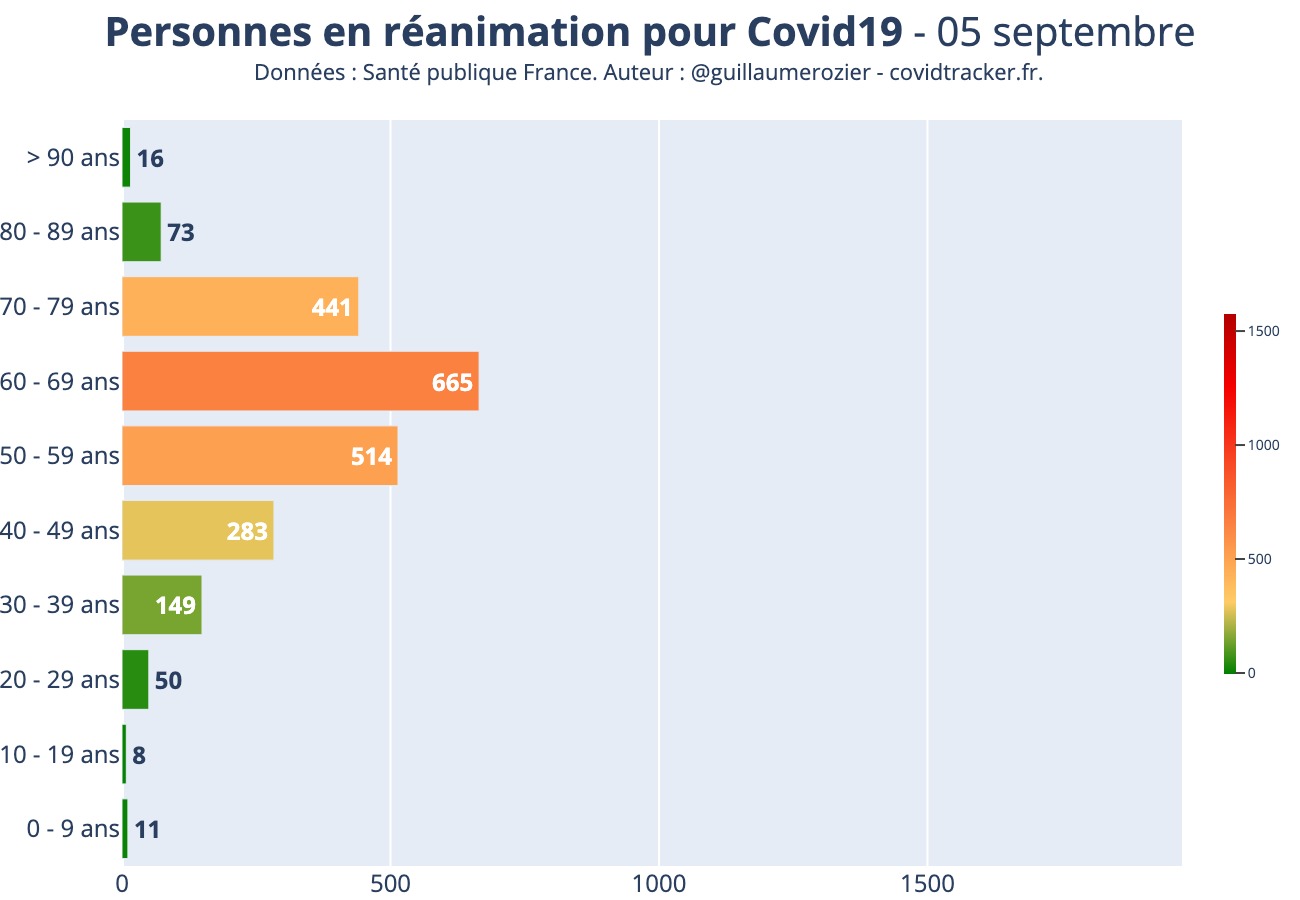 Personnes en réanimation pour Covid19 - 05 septembre
Données : Santé publique France. Auteur : @guillaumerozier - covidtracker.fr.
> 90 ans 16
80 - 89 ans 73
70 - 79 ans 441
60 - 69 ans 665
50 - 59 ans 514
40 - 49 ans 283
30 - 39 ans 149
20 - 29 ans 50
10 - 19 ans 8
0 - 9 ans 11
0 500 1000 1500
1500
1000
500
0